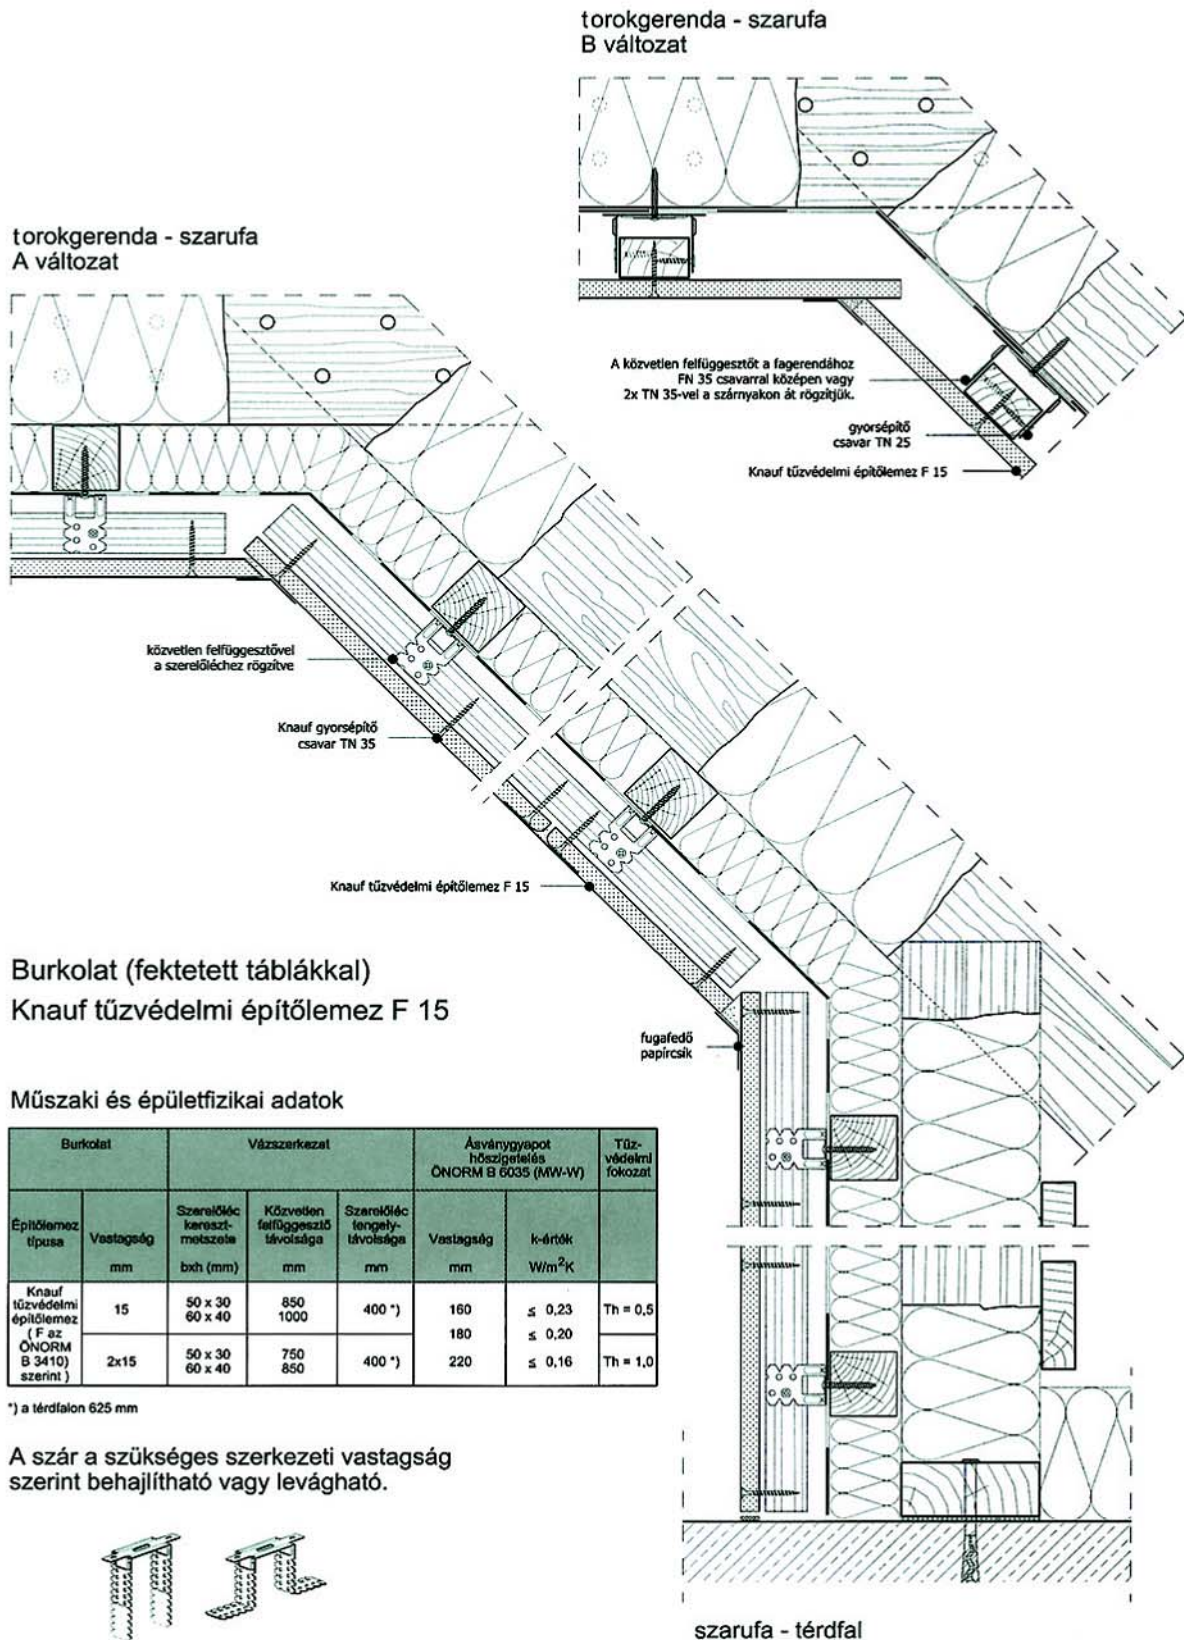 torokgerenda - szarufa
B változat
torokgerenda - szarufa
A változat
A közvetlen felfüggesztőt a fagerendához
FN 35 csavarral középen vagy
2x TN 35-vel a szárnyakon át rögzítjük.
gyorsépítő
csavar TN 25
Knauf tűzvédelmi építőlemez F 15
közvetlen felfüggesztővel
a szerelőléchez rögzítve
Knauf gyorsépítő
csavar TN 35
Knauf tűzvédelmi építőlemez F 15
Burkolat (fektetett táblákkal)
Knauf tűzvédelmi építőlemez F 15
fugafedő
papírcsík
Műszaki és épületfizikai adatok
Burkolat Vázszerkezet Ásványgyapot Tűz-
hőszigetelés védelmi
ÖNORM B 6035 (MW-W) fokozat
Szerelőléc Közvetlen Szerelőléc
Építőlemez kereszt- felfüggesztő tengely-
típusa Vastagság metszete távolsága távolsága Vastagság k-érték
mm bxh (mm) mm mm mm W/m²K
Knauf
tűzvédelmi
építőlemez
( F az
ÖNORM
B 3410)
szerint )
15 50 x 30 850 400 *) 160 ≤ 0,23 Th = 0,5
60 x 40 1000
180 ≤ 0,20
2x15 50 x 30 750 400 *) 220 ≤ 0,16 Th = 1,0
60 x 40 850
*) a térdfalon 625 mm
A szár a szükséges szerkezeti vastagság
szerint behajlítható vagy levágható.
szarufa - térdfal